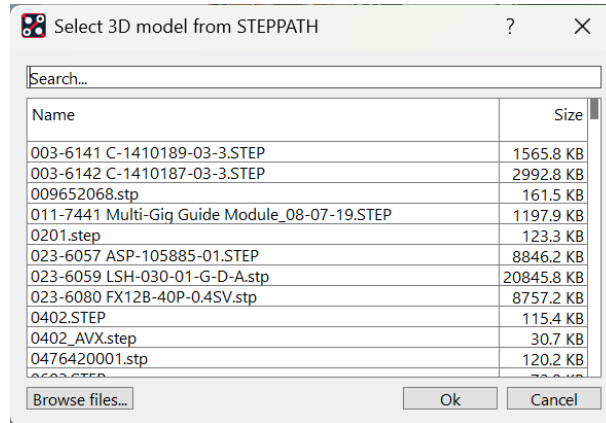 Select 3D model from STEPPATH ? X
Search...
Name Size
003-6141 C-1410189-03-3.STEP 1565.8 KB
003-6142 C-1410187-03-3.STEP 2992.8 KB
009652068.stp 161.5 KB
011-7441 Multi-Gig Guide Module_08-07-19.STEP 1197.9 KB
0201.step 123.3 KB
023-6057 ASP-105885-01.STEP 8846.2 KB
023-6059 LSH-030-01-G-D-A.stp 20845.8 KB
023-6080 FX12B-40P-0.4SV.stp 8757.2 KB
0402.STEP 115.4 KB
0402_AVX.step 30.7 KB
0476420001.stp 120.2 KB
Browse files... Ok Cancel